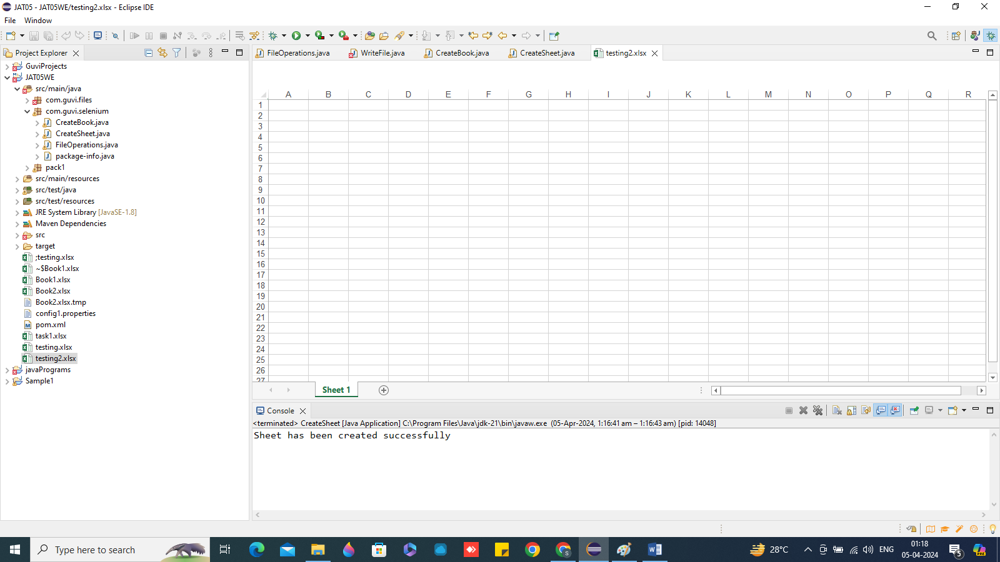 JAT05 - JAT05WE/testing2.xlsx - Eclipse IDE
File Window
Project Explorer
GuviProjects
JAT05WE
src/main/java
com.guvi.files
com.guvi.selenium
CreateBook.java
CreateSheet.java
FileOperations.java
package-info.java
pack1
src/main/resources
src/test/java
src/test/resources
JRE System Library [JavaSE-1.8]
Maven Dependencies
src
target
;testing.xlsx
~$Book1.xlsx
Book1.xlsx
Book2.xlsx
Book2.xlsx.tmp
config1.properties
pom.xml
task1.xlsx
testing.xlsx
testing2.xlsx
javaPrograms
Sample1
FileOperations.java WriteFile.java CreateBook.java CreateSheet.java testing2.xlsx
A B C D E F G H I J K L M N O P Q R
1
2
3
4
5
6
7
8
9
10
11
12
13
14
15
16
17
18
19
20
21
22
23
24
25
26
27
Sheet 1
Console
<terminated> CreateSheet [Java Application] C:\Program Files\Java\jdk-21\bin\javaw.exe (05-Apr-2024, 1:16:41 am – 1:16:43 am) [pid: 14048]
Sheet has been created successfully
Type here to search
28°C
ENG
01:18
05-04-2024
5
PRE